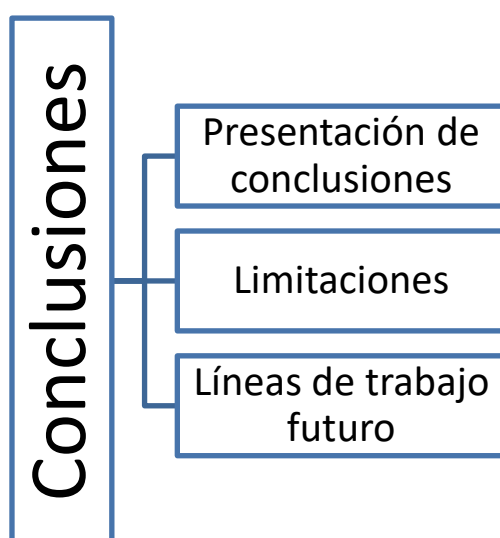 Conclusiones
Presentación de
conclusiones
Limitaciones
Líneas de trabajo
futuro